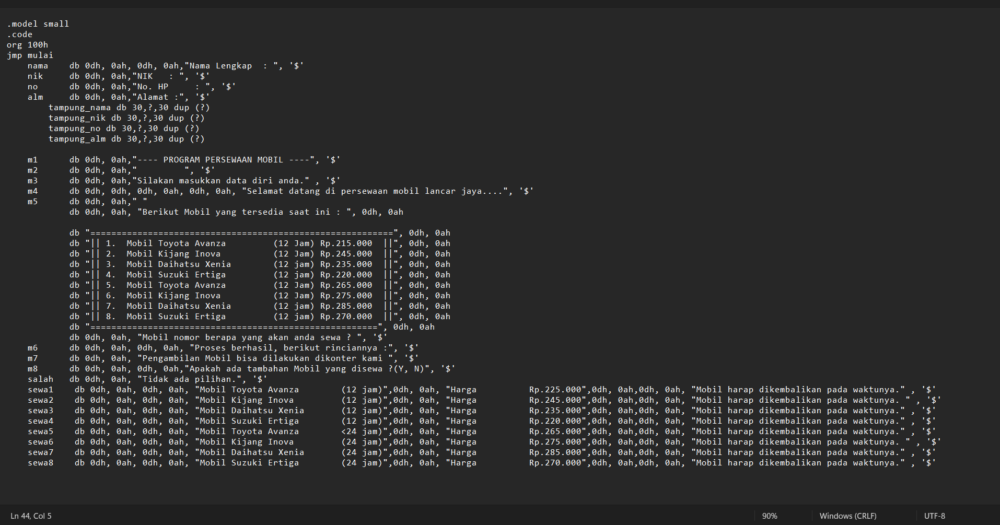 .model small
.code
org 100h
jmp mulai
    nama    db 0dh, 0ah, 0dh, 0ah,"Nama Lengkap  : ", '$'
    nik     db 0dh, 0ah,"NIK   : ", '$'
    no      db 0dh, 0ah,"No. HP     : ", '$'
    alm     db 0dh, 0ah,"Alamat :", '$'
        tampung_nama db 30,?,30 dup (?)
        tampung_nik db 30,?,30 dup (?)
        tampung_no db 30,?,30 dup (?)
        tampung_alm db 30,?,30 dup (?)
    m1      db 0dh, 0ah,"---- PROGRAM PERSEWAAN MOBIL ----", '$'
    m2      db 0dh, 0ah,"         ", '$'
    m3      db 0dh, 0ah,"Silakan masukkan data diri anda." , '$'
    m4      db 0dh, 0dh, 0dh, 0ah, 0dh, 0ah, "Selamat datang di persewaan mobil lancar jaya....", '$'
    m5      db 0dh, 0ah," "
            db 0dh, 0ah, "Berikut Mobil yang tersedia saat ini : ", 0dh, 0ah
            db "==========================================================", 0dh, 0ah
            db "|| 1.  Mobil Toyota Avanza         (12 Jam) Rp.215.000  ||", 0dh, 0ah
            db "|| 2.  Mobil Kijang Inova          (12 Jam) Rp.245.000  ||", 0dh, 0ah
            db "|| 3.  Mobil Daihatsu Xenia        (12 jam) Rp.235.000  ||", 0dh, 0ah
            db "|| 4.  Mobil Suzuki Ertiga         (12 jam) Rp.220.000  ||", 0dh, 0ah
            db "|| 5.  Mobil Toyota Avanza         (12 Jam) Rp.265.000  ||", 0dh, 0ah
            db "|| 6.  Mobil Kijang Inova          (12 Jam) Rp.275.000  ||", 0dh, 0ah
            db "|| 7.  Mobil Daihatsu Xenia        (12 jam) Rp.285.000  ||", 0dh, 0ah
            db "|| 8.  Mobil Suzuki Ertiga         (12 jam) Rp.270.000  ||", 0dh, 0ah
            db "=======================================================", 0dh, 0ah
            db 0dh, 0ah, "Mobil nomor berapa yang akan anda sewa ? ", '$'
    m6      db 0dh, 0ah, 0dh, 0ah, "Proses berhasil, berikut rinciannya :", '$'
    m7      db 0dh, 0ah, "Pengambilan Mobil bisa dilakukan dikonter kami ", '$'
    m8      db 0dh, 0ah, 0dh, 0ah,"Apakah ada tambahan Mobil yang disewa ?(Y, N)", '$'
    salah   db 0dh, 0ah, "Tidak ada pilihan.", '$'
    sewa1    db 0dh, 0ah, 0dh, 0ah, "Mobil Toyota Avanza        (12 jam)",0dh, 0ah, "Harga          Rp.225.000",0dh, 0ah,0dh, 0ah, "Mobil harap dikembalikan pada waktunya." , '$'
    sewa2    db 0dh, 0ah, 0dh, 0ah, "Mobil Kijang Inova         (12 jam)",0dh, 0ah, "Harga          Rp.245.000",0dh, 0ah,0dh, 0ah, "Mobil harap dikembalikan pada waktunya. " , '$'
    sewa3    db 0dh, 0ah, 0dh, 0ah, "Mobil Daihatsu Xenia       (12 jam)",0dh, 0ah, "Harga          Rp.235.000",0dh, 0ah,0dh, 0ah, "Mobil harap dikembalikan pada waktunya." , '$'
    sewa4    db 0dh, 0ah, 0dh, 0ah, "Mobil Suzuki Ertiga        (12 jam)",0dh, 0ah, "Harga          Rp.220.000",0dh, 0ah,0dh, 0ah, "Mobil harap dikembalikan pada waktunya." , '$'
    sewa5    db 0dh, 0ah, 0dh, 0ah, "Mobil Toyota Avanza        <24 jam)",0dh, 0ah, "Harga          Rp.265.000",0dh, 0ah,0dh, 0ah, "Mobil harap dikembalikan pada waktunya." , '$'
    sewa6    db 0dh, 0ah, 0dh, 0ah, "Mobil Kijang Inova         (24 jam)",0dh, 0ah, "Harga          Rp.275.000",0dh, 0ah,0dh, 0ah, "Mobil harap dikembalikan pada waktunya. " , '$'
    sewa7    db 0dh, 0ah, 0dh, 0ah, "Mobil Daihatsu Xenia       (24 jam)",0dh, 0ah, "Harga          Rp.285.000",0dh, 0ah,0dh, 0ah, "Mobil harap dikembalikan pada waktunya." , '$'
    sewa8    db 0dh, 0ah, 0dh, 0ah, "Mobil Suzuki Ertiga        (24 jam)",0dh, 0ah, "Harga          Rp.270.000",0dh, 0ah,0dh, 0ah, "Mobil harap dikembalikan pada waktunya." , '$'
Ln 44, Col 5    90%    Windows (CRLF)    UTF-8